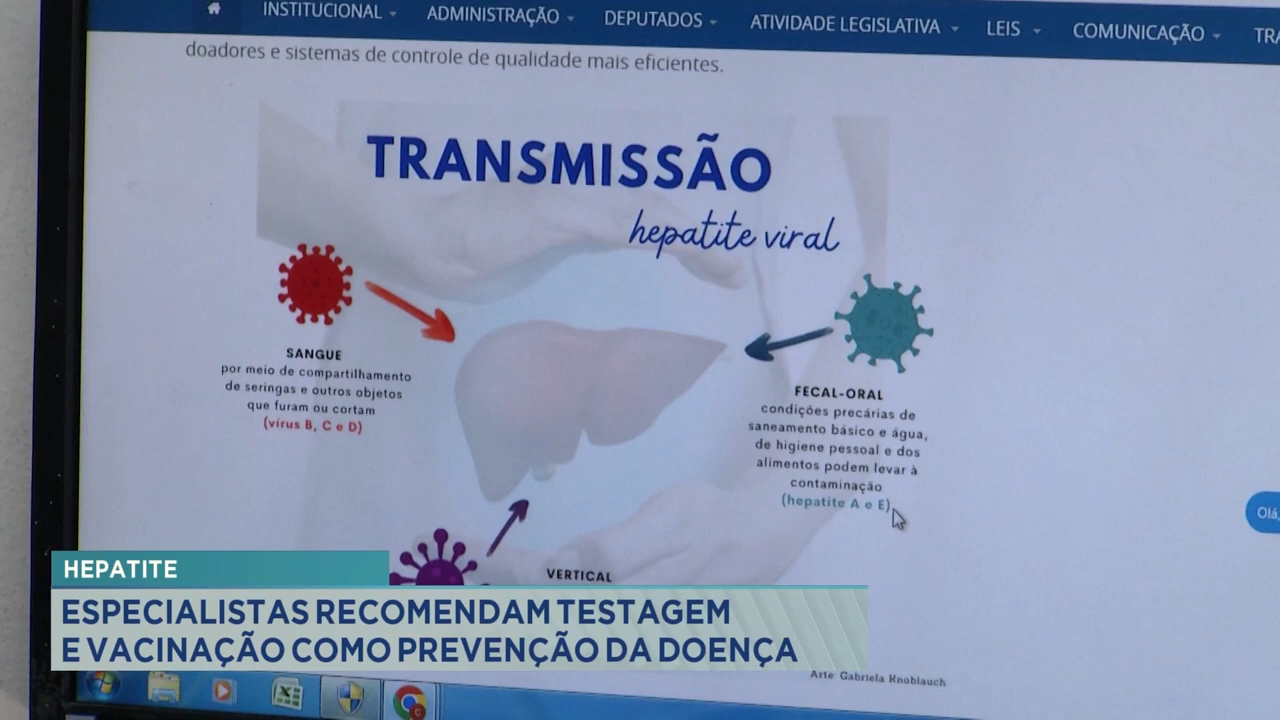 INSTITUCIONAL ADMINISTRAÇÃO DEPUTADOS ATIVIDADE LEGISLATIVA LEIS COMUNICAÇÃO
doadores e sistemas de controle de qualidade mais eficientes.
TRANSMISSÃO
hepatite viral
SANGUE
por meio de compartilhamento
de seringas e outros objetos
que furam ou cortam
(vírus B, C e D)
FECAL-ORAL
condições precárias de
saneamento básico e água,
de higiene pessoal e dos
alimentos podem levar à
contaminação
(hepatite A e E)
Olá,
VERTICAL
HEPATITE
ESPECIALISTAS RECOMENDAM TESTAGEM
E VACINAÇÃO COMO PREVENÇÃO DA DOENÇA
Arte: Gabriela Knoblauch